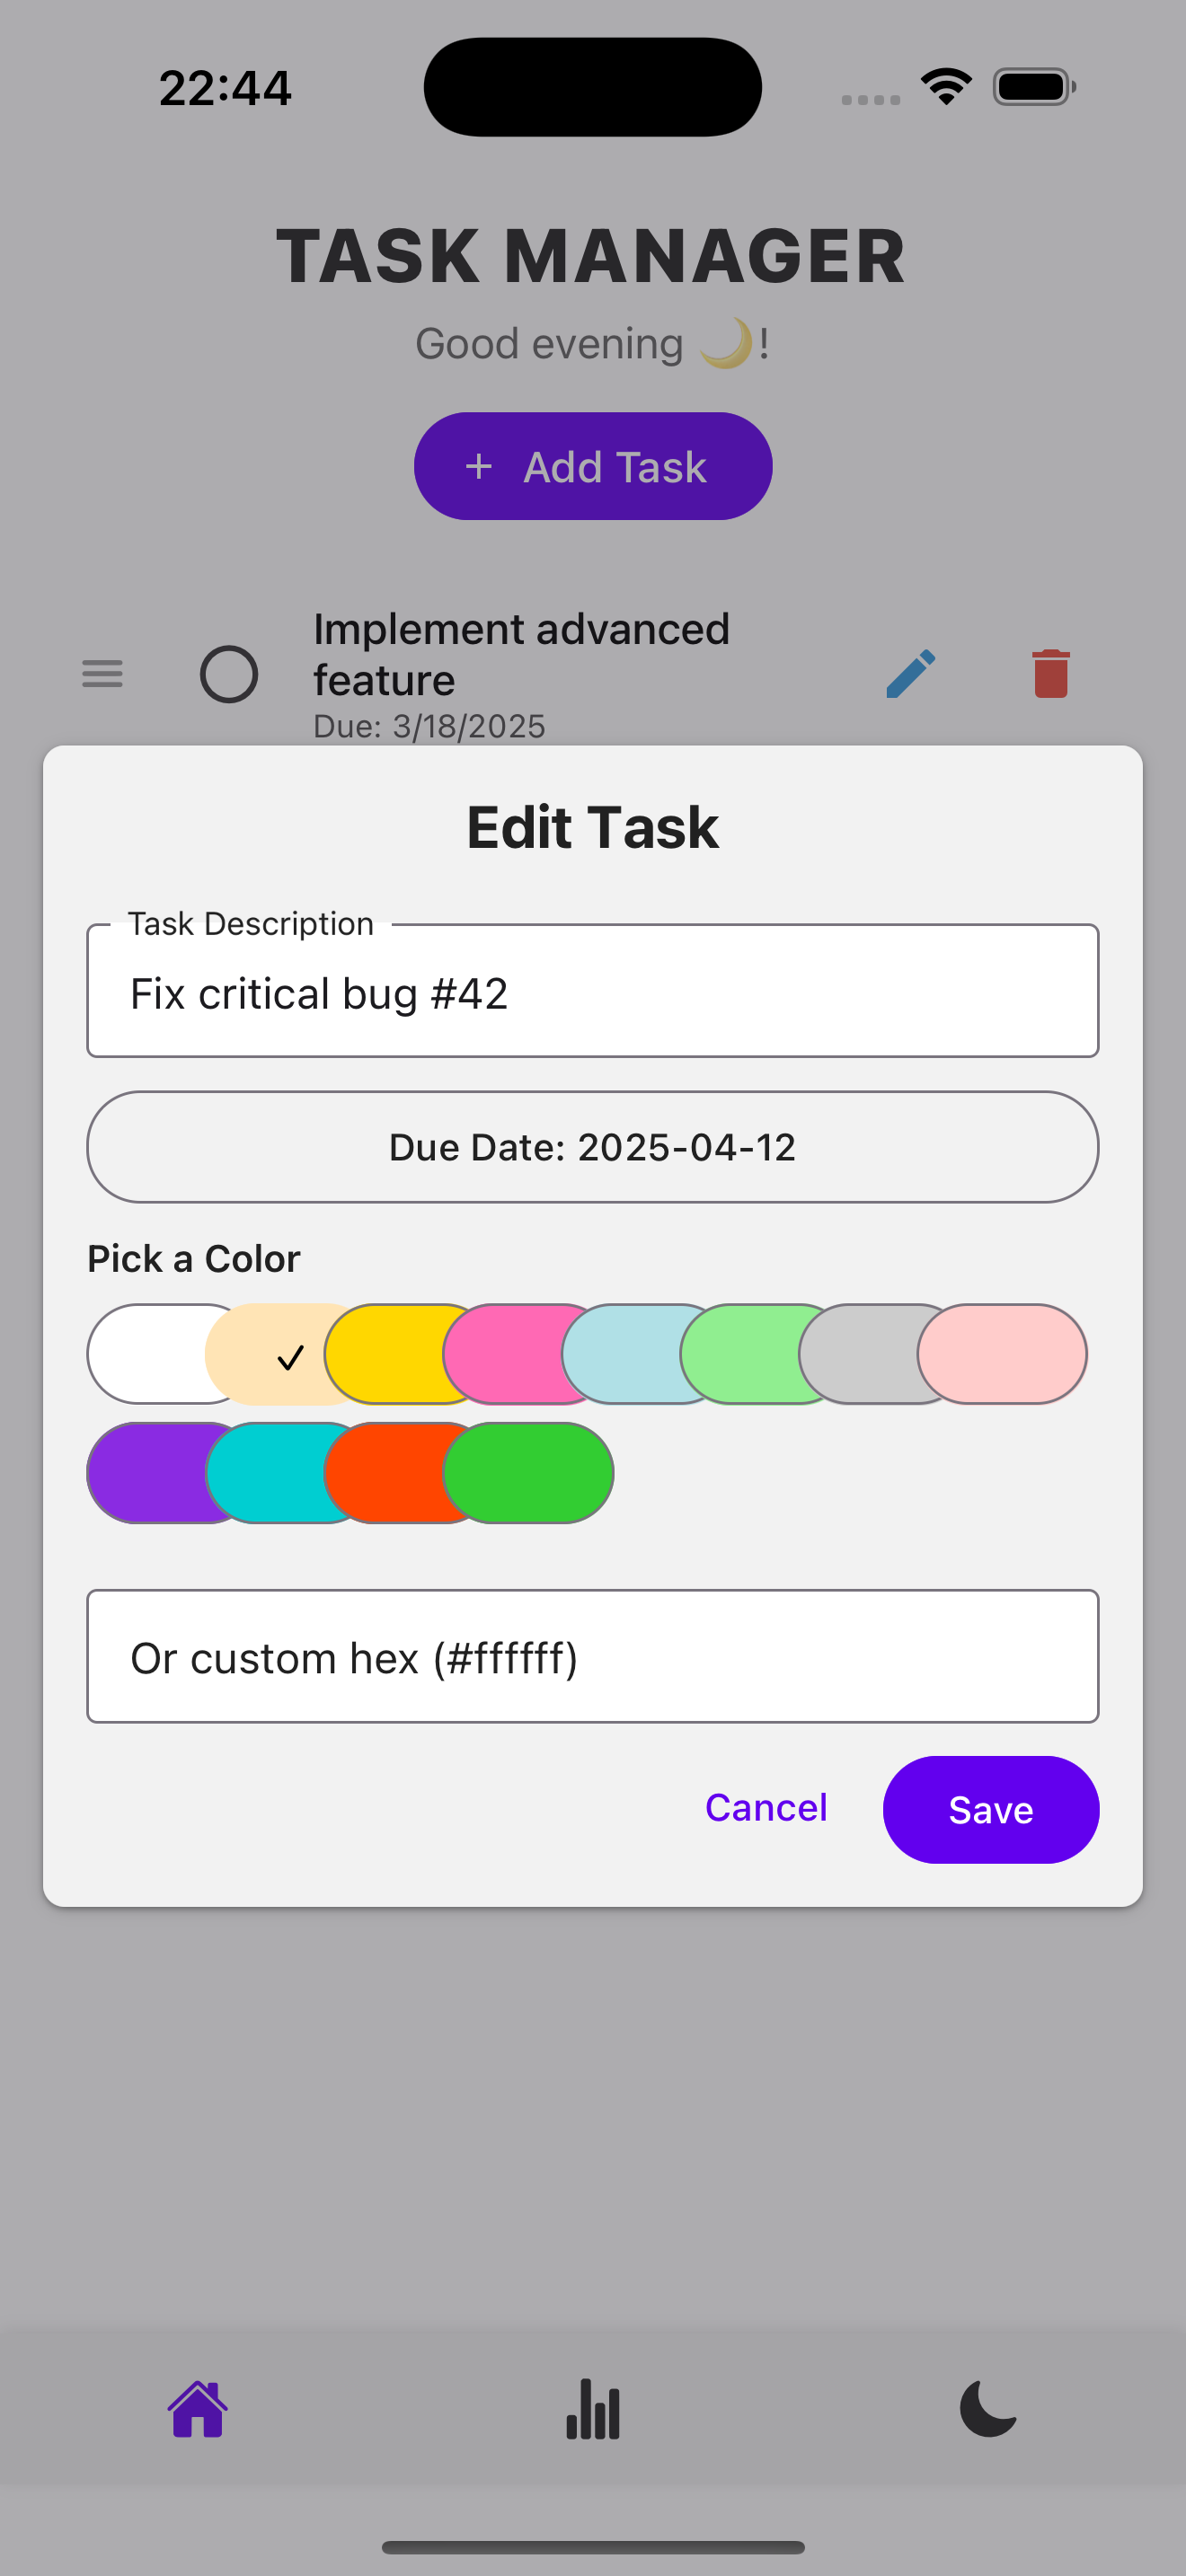 22:44
TASK MANAGER
Good evening 🌙!
+ Add Task
Implement advanced
feature
Due: 3/18/2025
Edit Task
Task Description
Fix critical bug #42
Due Date: 2025-04-12
Pick a Color
Or custom hex (#ffffff)
Cancel
Save